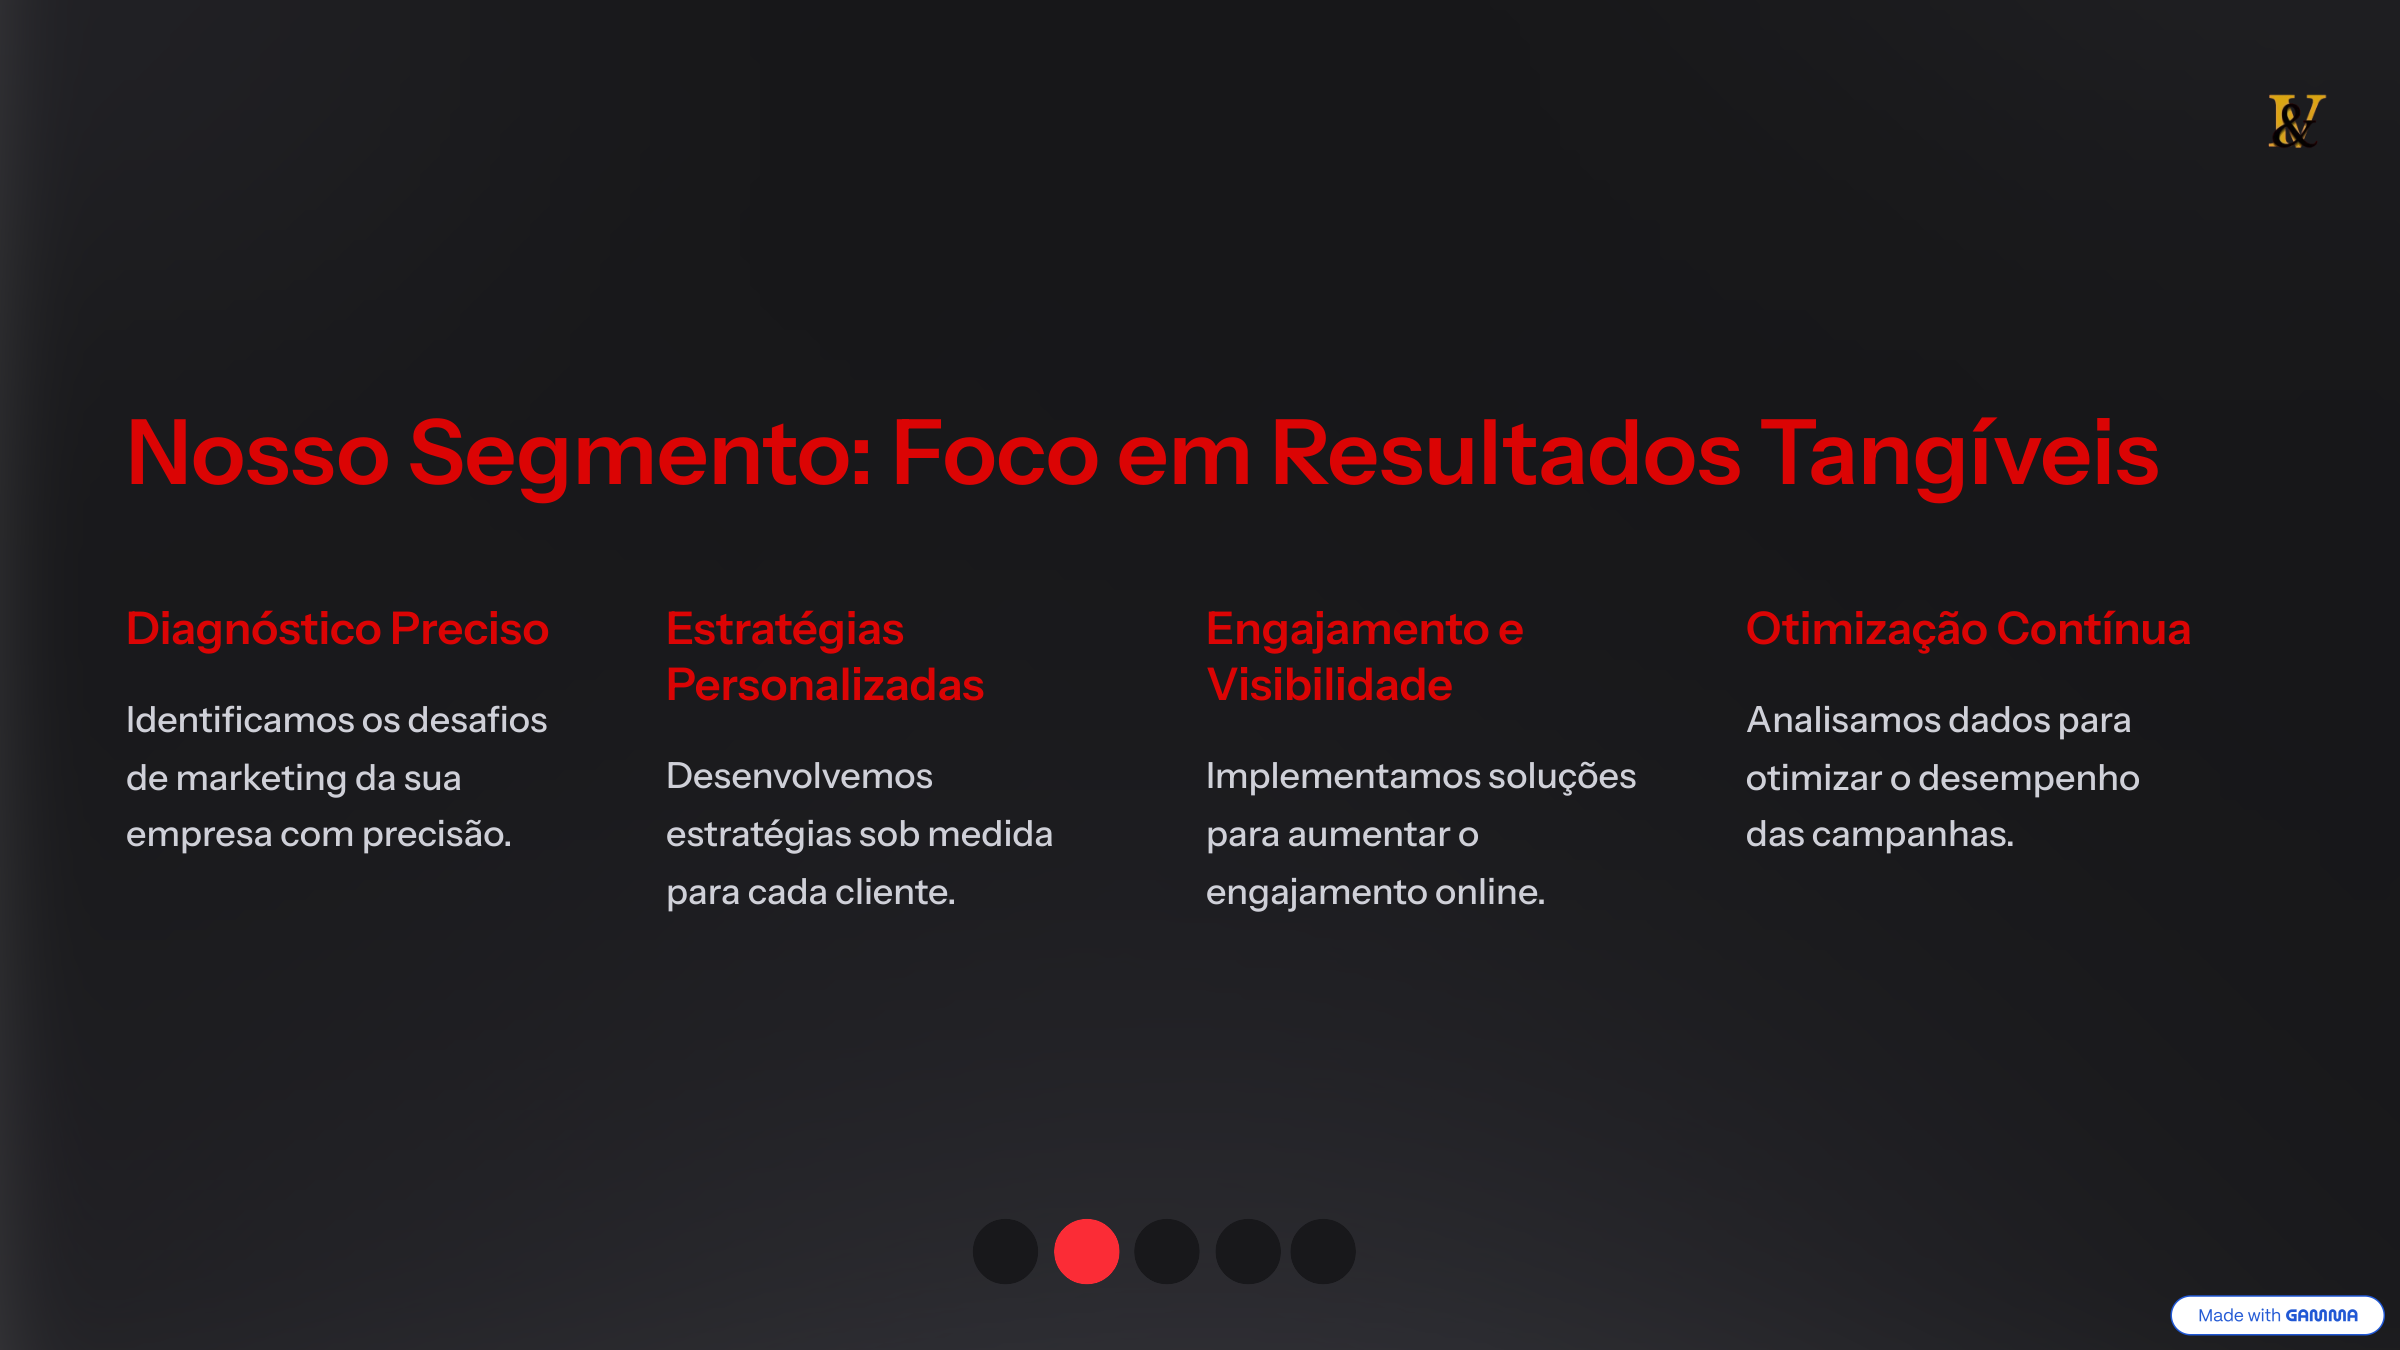 V
&
Nosso Segmento: Foco em Resultados Tangíveis
Diagnóstico Preciso
Identificamos os desafios
de marketing da sua
empresa com precisão.
Estratégias
Personalizadas
Desenvolvemos
estratégias sob medida
para cada cliente.
Engajamento e
Visibilidade
Implementamos soluções
para aumentar o
engajamento online.
Otimização Contínua
Analisamos dados para
otimizar o desempenho
das campanhas.
Made with GAMMA